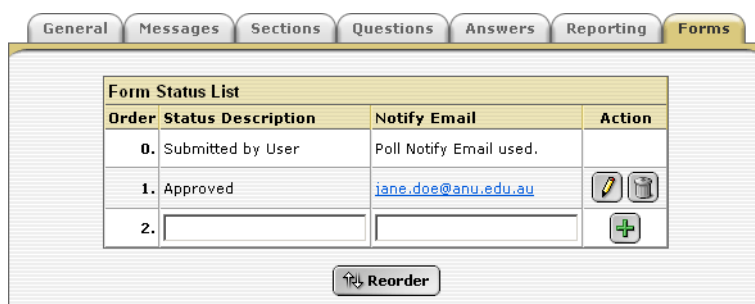 General Messages Sections Questions Answers Reporting Forms
Form Status List
Order Status Description Notify Email Action
0. Submitted by User Poll Notify Email used.
1. Approved jane.doe@anu.edu.au
2.
Reorder